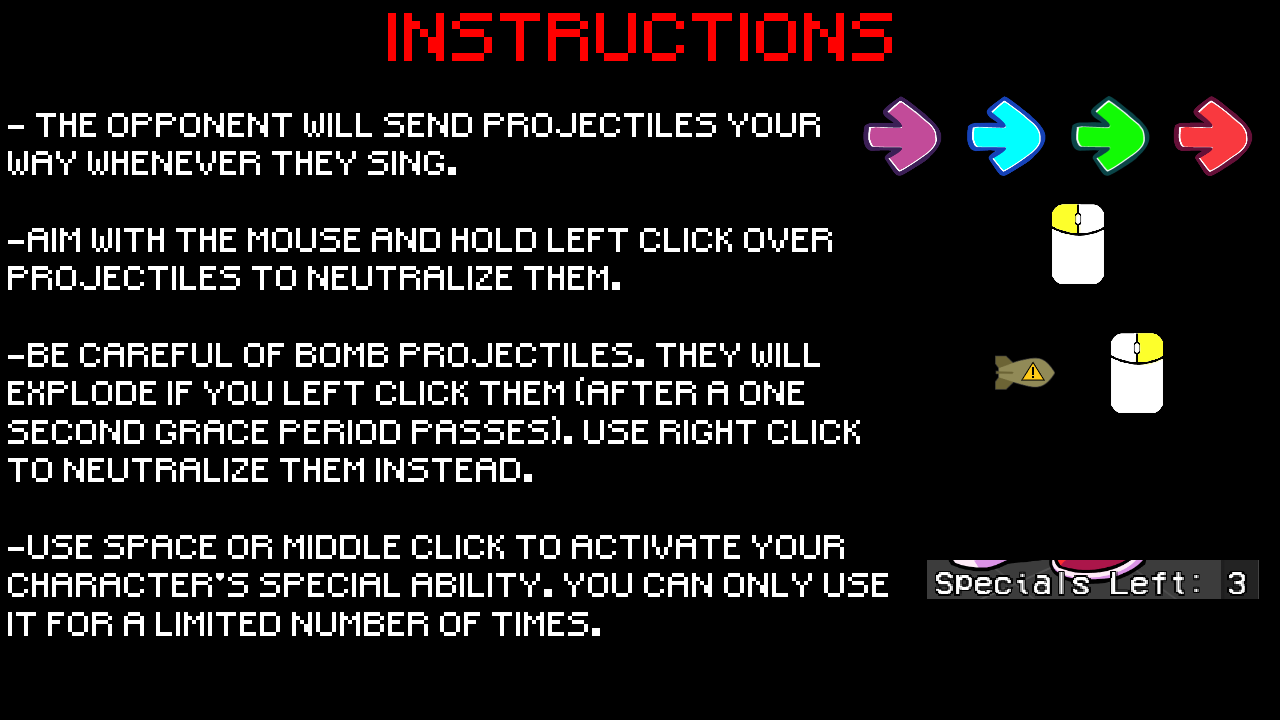 INSTRUCTIONS
- THE OPPONENT WILL SEND PROJECTILES YOUR
WAY WHENEVER THEY SING.
-AIM WITH THE MOUSE AND HOLD LEFT CLICK OVER
PROJECTILES TO NEUTRALIZE THEM.
-BE CAREFUL OF BOMB PROJECTILES. THEY WILL
EXPLODE IF YOU LEFT CLICK THEM (AFTER A ONE
SECOND GRACE PERIOD PASSES). USE RIGHT CLICK
TO NEUTRALIZE THEM INSTEAD.
-USE SPACE OR MIDDLE CLICK TO ACTIVATE YOUR
CHARACTER'S SPECIAL ABILITY. YOU CAN ONLY USE
IT FOR A LIMITED NUMBER OF TIMES.
Specials Left: 3